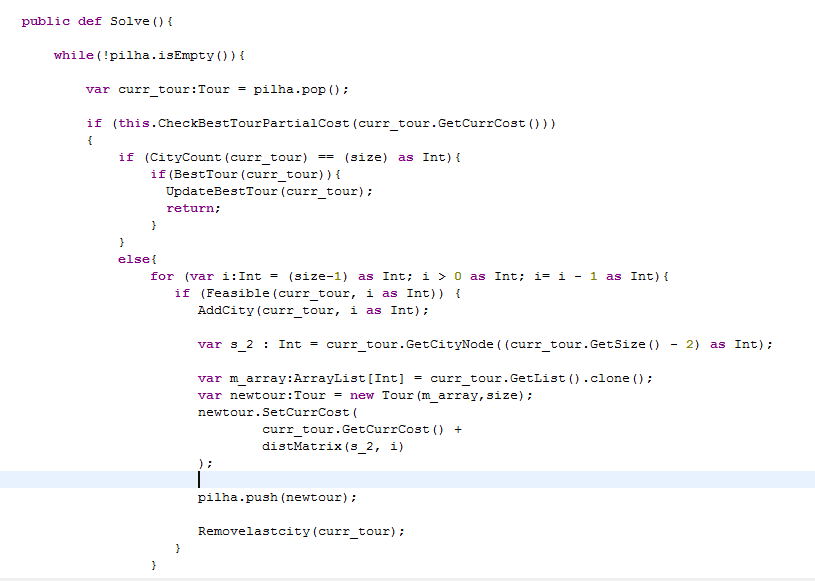 public def Solve(){
while(!pilha.isEmpty()){
var curr_tour:Tour = pilha.pop();
if (this.CheckBestTourPartialCost(curr_tour.GetCurrCost()))
{
if (CityCount(curr_tour) == (size) as Int){
if(BestTour(curr_tour)){
UpdateBestTour(curr_tour);
return;
}
}
else{
for (var i:Int = (size-1) as Int; i > 0 as Int; i= i - 1 as Int){
if (Feasible(curr_tour, i as Int)) {
AddCity(curr_tour, i as Int);
var s_2 : Int = curr_tour.GetCityNode((curr_tour.GetSize() - 2) as Int);
var m_array:ArrayList[Int] = curr_tour.GetList().clone();
var newtour:Tour = new Tour(m_array,size);
newtour.SetCurrCost(
curr_tour.GetCurrCost() +
distMatrix(s_2, i)
);
pilha.push(newtour);
Removelastcity(curr_tour);
}
}